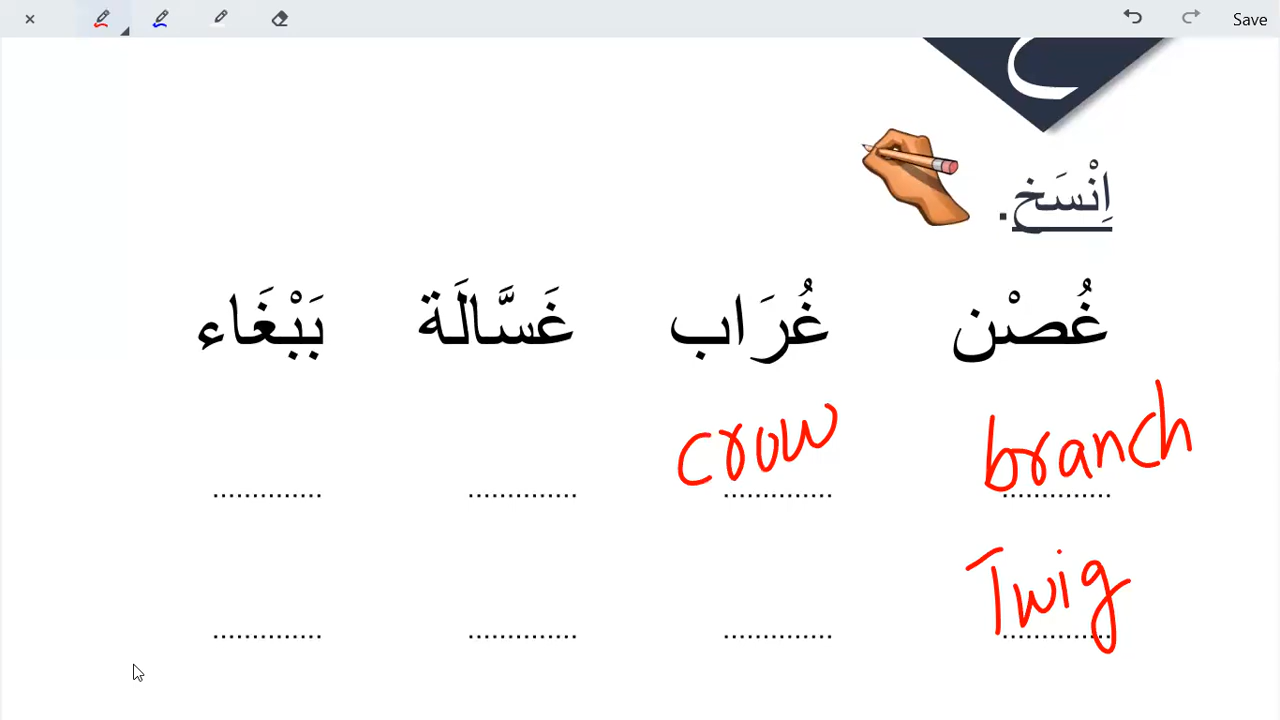 Save
اِنْسَخ.
غُصْن غُرَاب غَسَّالَة بَبْغَاء
branch crow
Twig